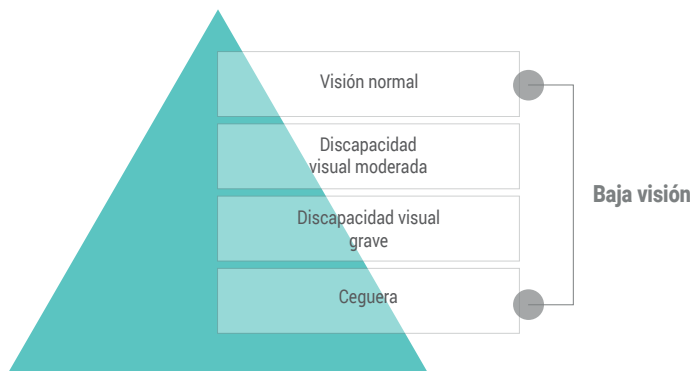 Visión normal
Discapacidad
visual moderada
Baja visión
Discapacidad visual
grave
Ceguera